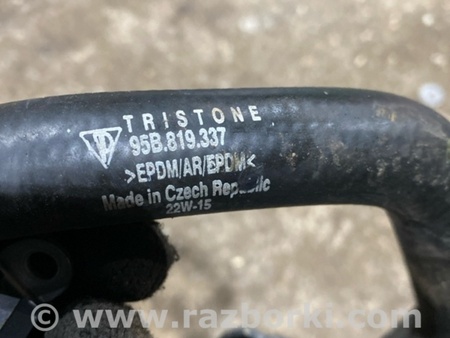 TRISTONE
95B.819.337
>EPDM/AR/EPDM<
Made in Czech Republic
22W-15
© www.razborki.com